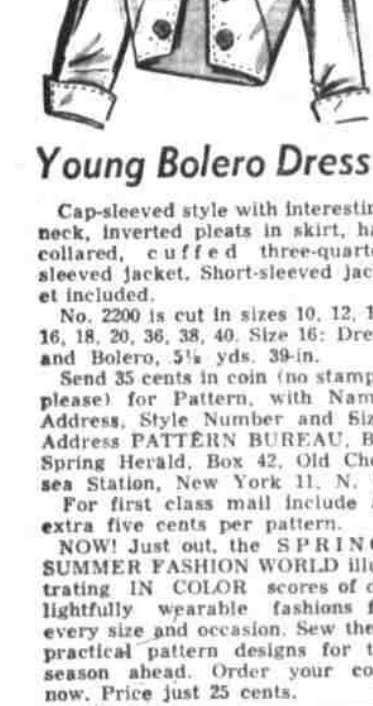 Young Bolero Dress
Cap-sleeved style with interestin
neck, inverted pleats in skirt, ha
collared, cuffed three-quarte
sleeved jacket. Short-sleeved jac
et included.
No. 2200 is cut in sizes 10, 12, 1
16, 18, 20, 36, 38, 40. Size 16: Dre
and Bolero, 5⅛ yds. 39-in.
Send 35 cents in coin (no stamp
please) for Pattern, with Nam
Address, Style Number and Siz
Address PATTERN BUREAU, B
Spring Herald, Box 42, Old Che
sea Station, New York 11, N.
For first class mail include a
extra five cents per pattern.
NOW! Just out, the SPRING
SUMMER FASHION WORLD illu
trating IN COLOR scores of d
lightfully wearable fashions f
every size and occasion. Sew the
practical pattern designs for t
season ahead. Order your co
now. Price just 25 cents.